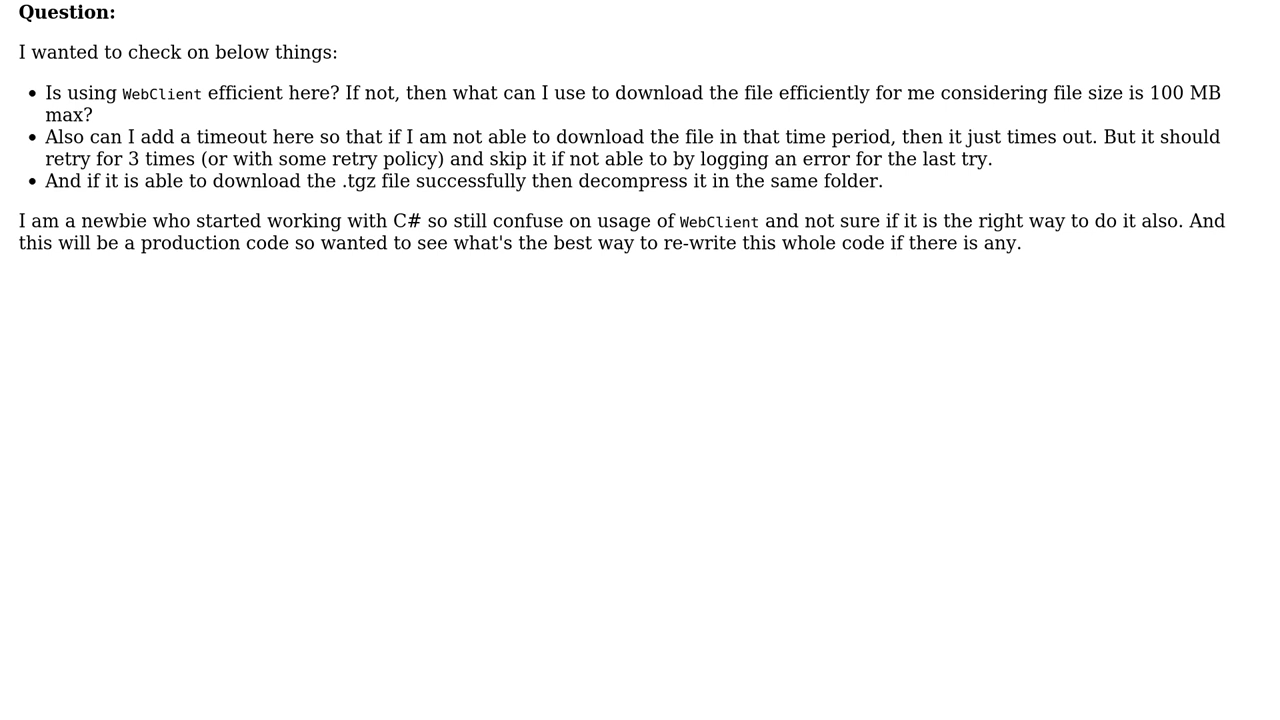 Question:
I wanted to check on below things:
• Is using WebClient efficient here? If not, then what can I use to download the file efficiently for me considering file size is 100 MB
max?
• Also can I add a timeout here so that if I am not able to download the file in that time period, then it just times out. But it should
retry for 3 times (or with some retry policy) and skip it if not able to by logging an error for the last try.
• And if it is able to download the .tgz file successfully then decompress it in the same folder.
I am a newbie who started working with C# so still confuse on usage of WebClient and not sure if it is the right way to do it also. And
this will be a production code so wanted to see what's the best way to re-write this whole code if there is any.